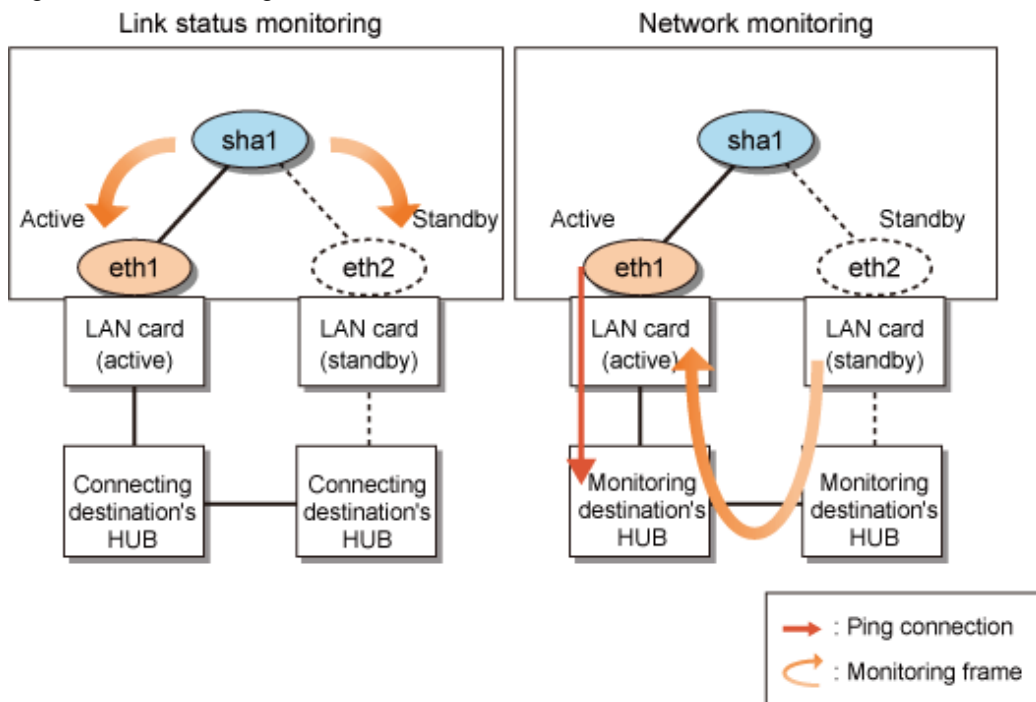 Link status monitoring
sha1
Active
Standby
eth1
eth2
LAN card
(active)
LAN card
(standby)
Connecting
destination's
HUB
Connecting
destination's
HUB
Network monitoring
sha1
Active
Standby
eth1
eth2
LAN card
(active)
LAN card
(standby)
Monitoring
destination's
HUB
Monitoring
destination's
HUB
: Ping connection
: Monitoring frame